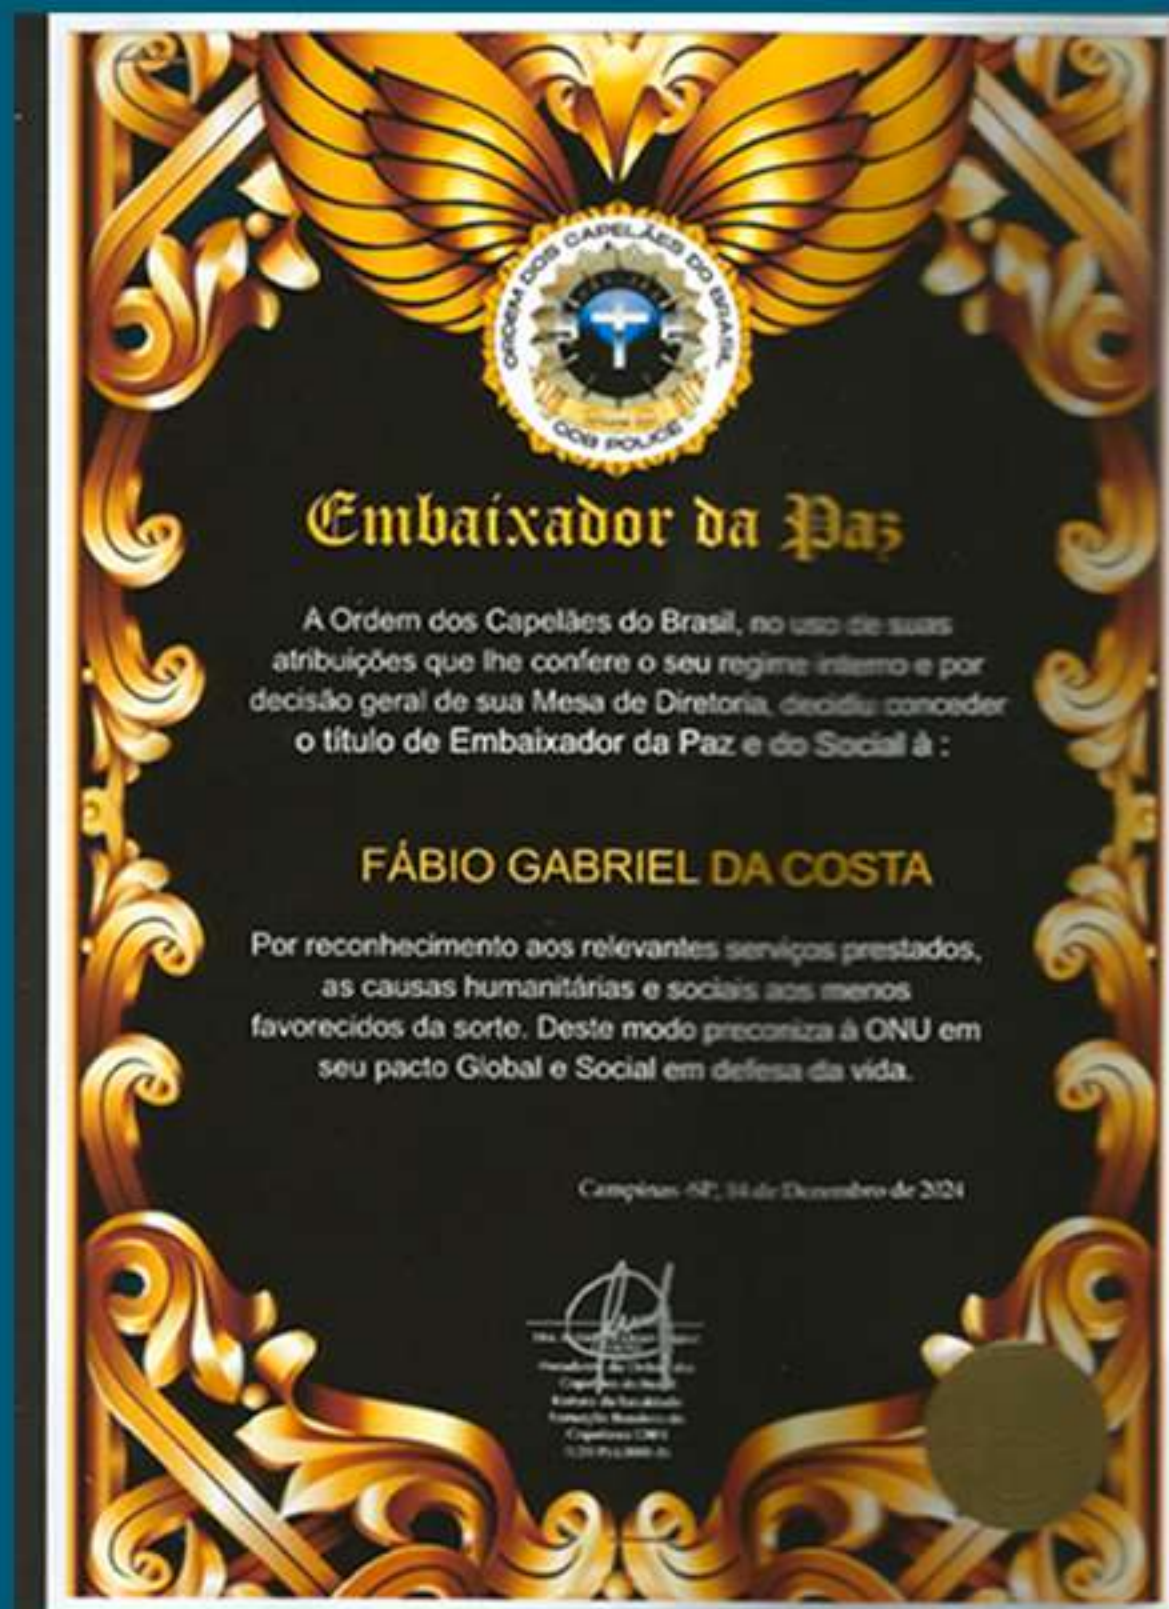 ORDEM DOS CAPELÃES DO BRASIL
OCB POLICE
Embaixador da Paz
A Ordem dos Capelães do Brasil, no uso de suas
atribuições que lhe confere o seu regime interno e por
decisão geral de sua Mesa de Diretoria, decidiu conceder
o título de Embaixador da Paz e do Social à :
FÁBIO GABRIEL DA COSTA
Por reconhecimento aos relevantes serviços prestados,
as causas humanitárias e sociais aos menos
favorecidos da sorte. Deste modo preconiza à ONU em
seu pacto Global e Social em defesa da vida.
Campinas -SP, 14 de Dezembro de 2024